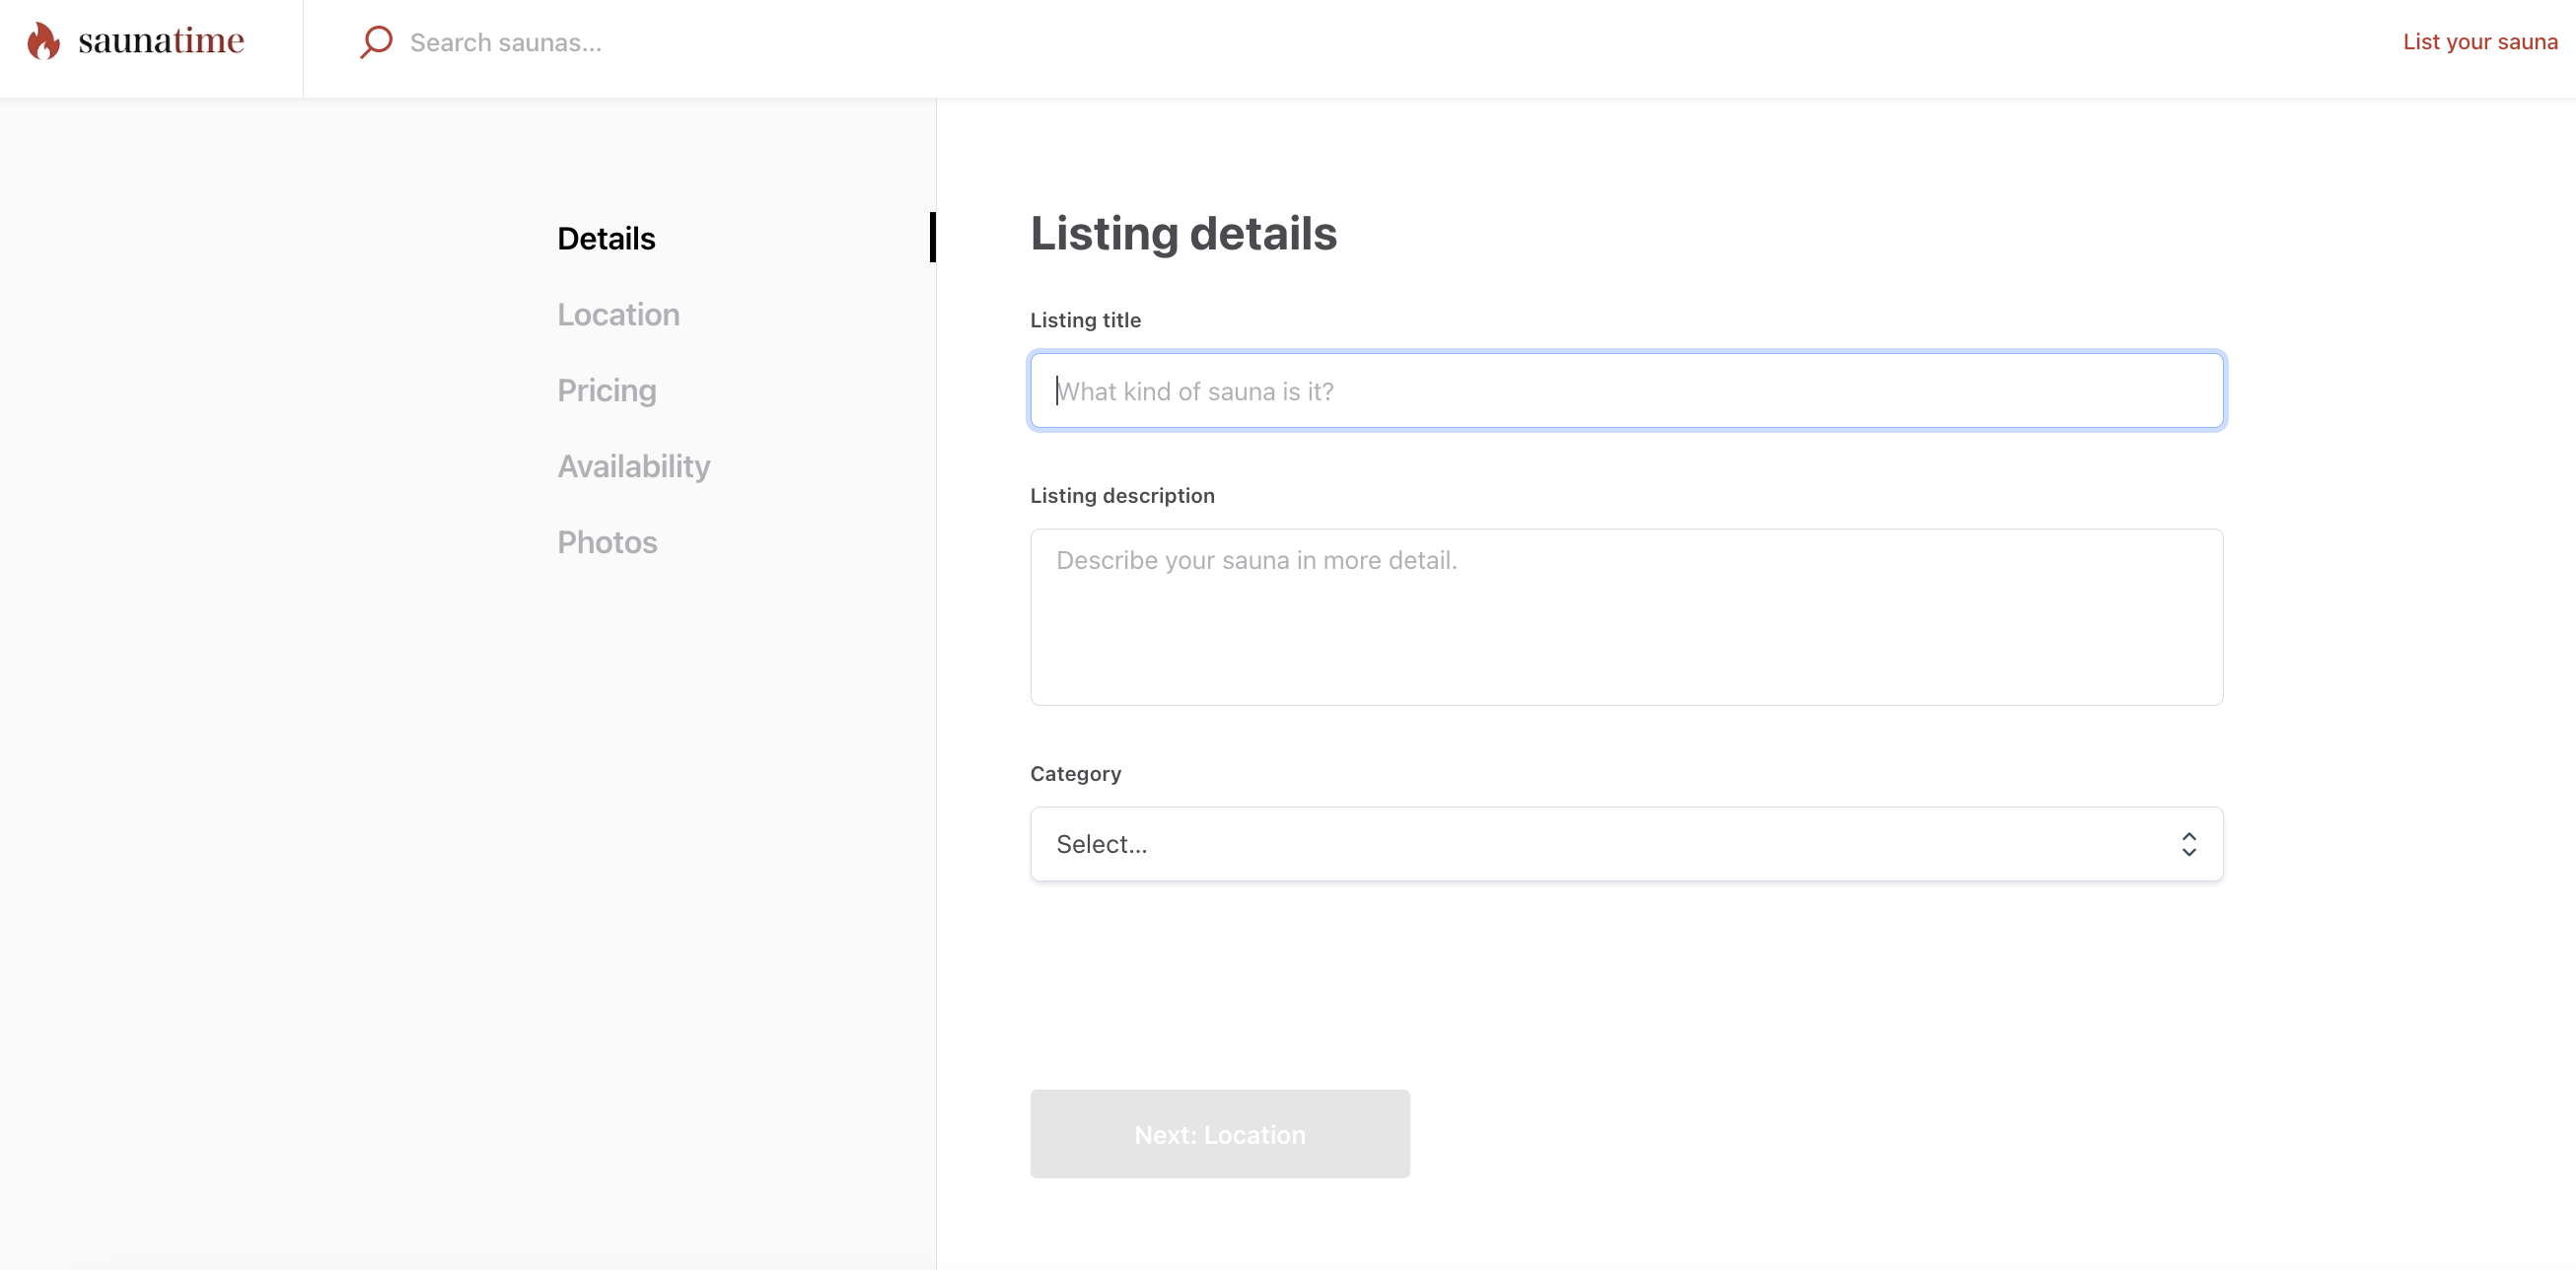 saunatime
Search saunas...
List your sauna
Details
Location
Pricing
Availability
Photos
Listing details
Listing title
What kind of sauna is it?
Listing description
Describe your sauna in more detail.
Category
Select...
Next: Location